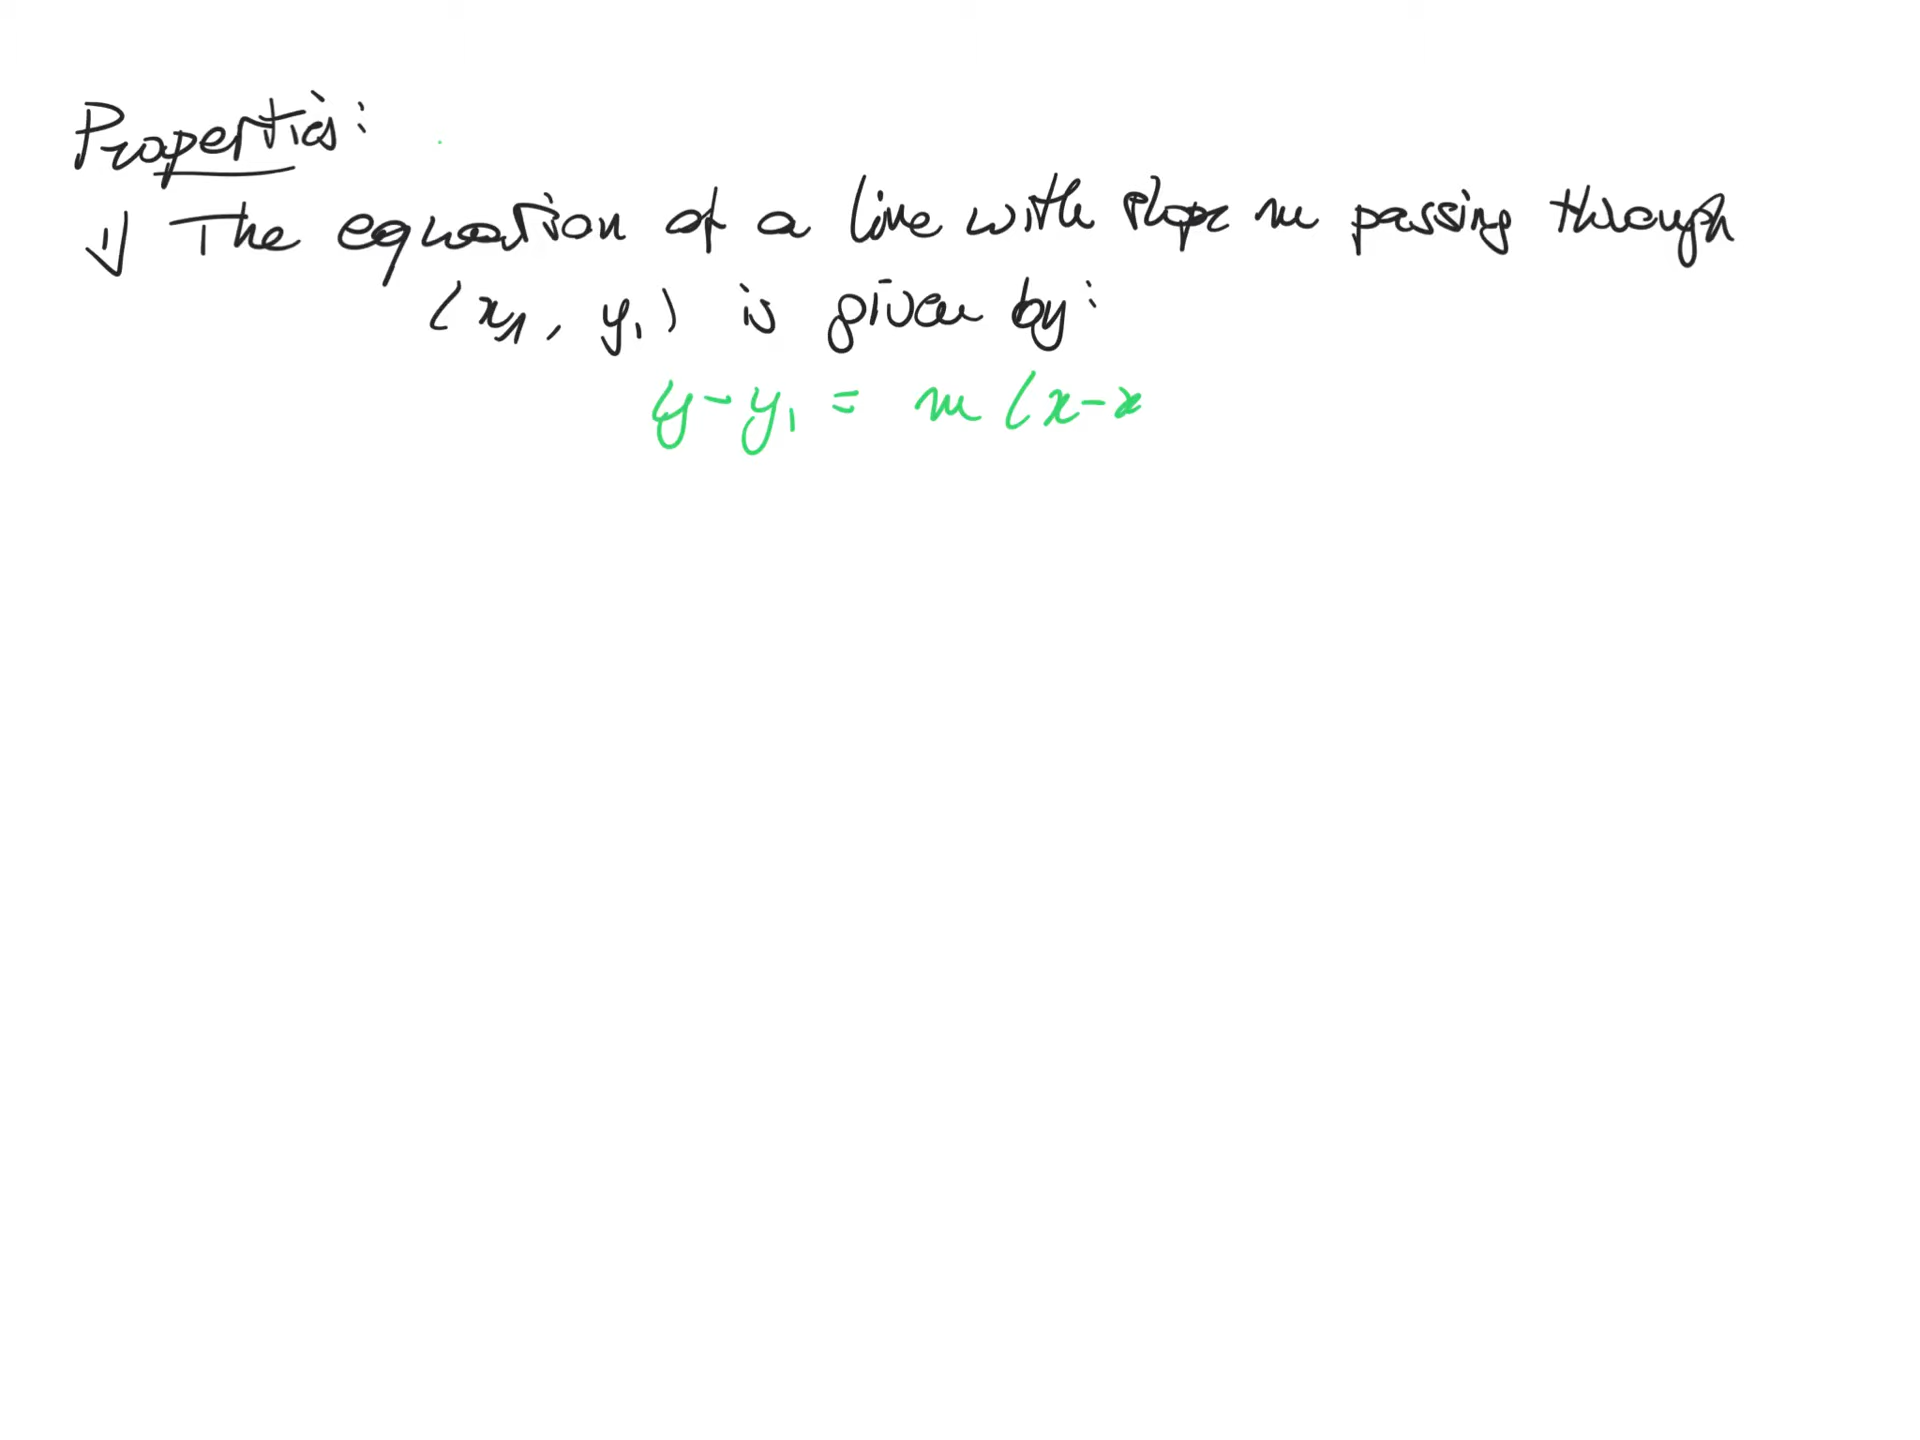 Properties:
1) The equation of a line with slope m passing through
(x₁, y₁) is given by:
y-y₁ = m (x-x